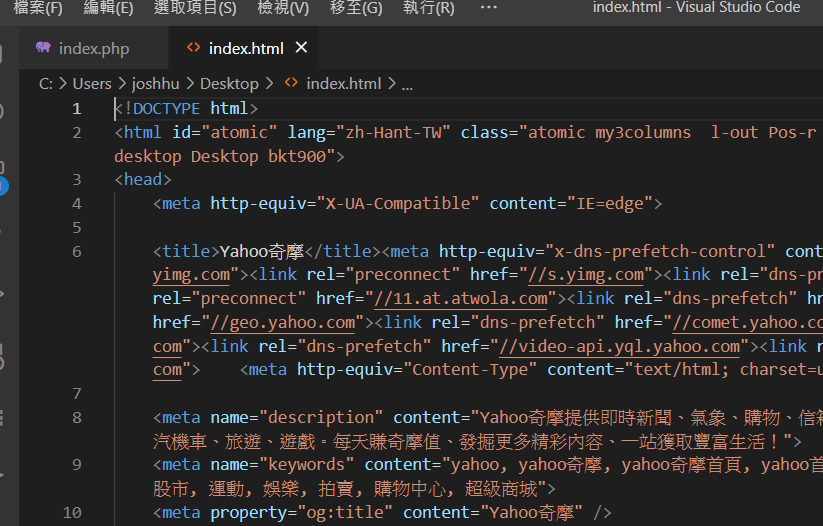 檔案(F) 編輯(E) 選取項目(S) 檢視(V) 移至(G) 執行(R) ··· index.html - Visual Studio Code
index.php index.html ✕
C: > Users > joshhu > Desktop > index.html > ...
1 <!DOCTYPE html>
2 <html id="atomic" lang="zh-Hant-TW" class="atomic my3columns  l-out Pos-r
desktop Desktop bkt900">
3 <head>
4 <meta http-equiv="X-UA-Compatible" content="IE=edge">
5
6 <title>Yahoo奇摩</title><meta http-equiv="x-dns-prefetch-control" cont
yimg.com"><link rel="preconnect" href="//s.yimg.com"><link rel="dns-pr
rel="preconnect" href="//11.at.atwola.com"><link rel="dns-prefetch" hr
href="//geo.yahoo.com"><link rel="dns-prefetch" href="//comet.yahoo.co
com"><link rel="dns-prefetch" href="//video-api.yql.yahoo.com"><link r
com">    <meta http-equiv="Content-Type" content="text/html; charset=u
7
8 <meta name="description" content="Yahoo奇摩提供即時新聞、氣象、購物、信箱
汽機車、旅遊、遊戲。每天賺奇摩值、發掘更多精彩內容、一站獲取豐富生活！">
9 <meta name="keywords" content="yahoo, yahoo奇摩, yahoo奇摩首頁, yahoo首
股市, 運動, 娛樂, 拍賣, 購物中心, 超級商城">
10 <meta property="og:title" content="Yahoo奇摩" />